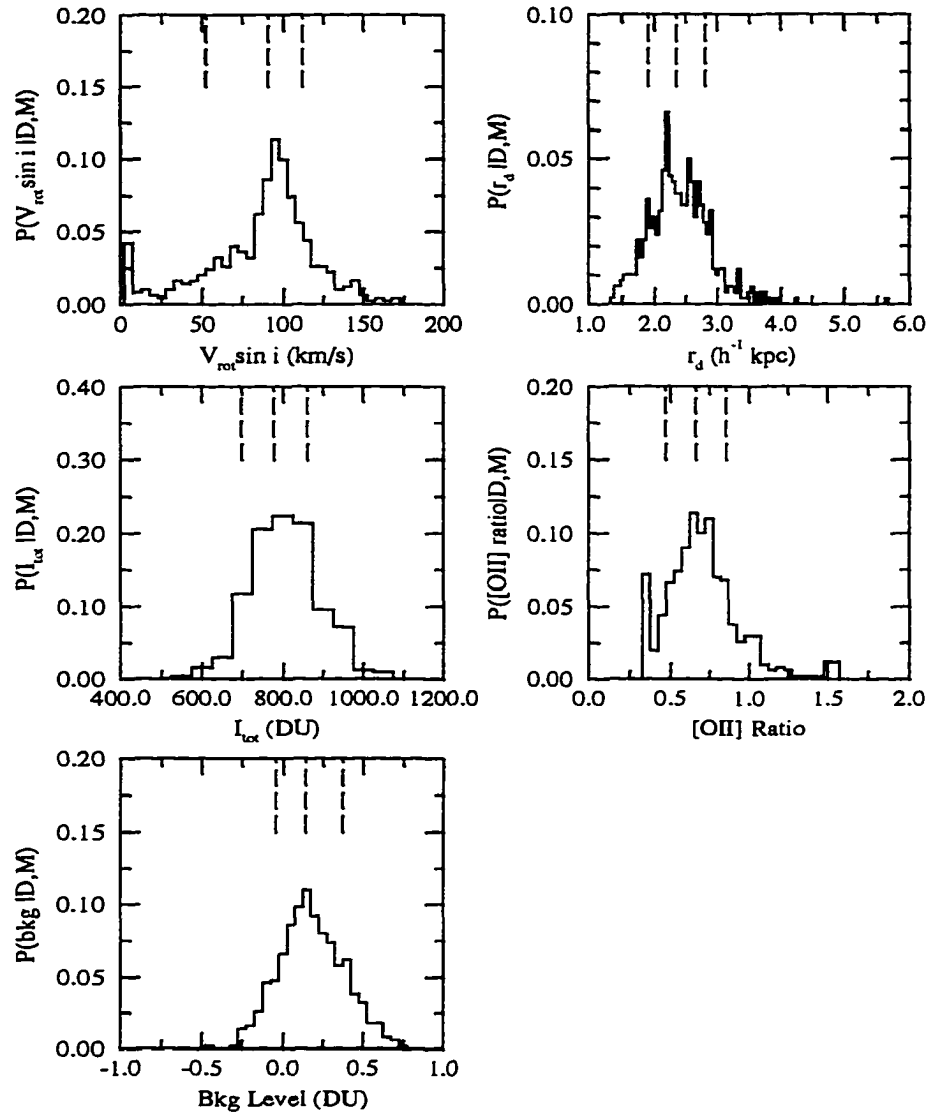 0.20
0.15
0.10
0.05
0.00
P(V_rot sin i |D,M)
0 50 100 150 200
V_rot sin i (km/s)
0.10
0.05
0.00
P(r_d |D,M)
1.0 2.0 3.0 4.0 5.0 6.0
r_d (h^-1 kpc)
0.40
0.30
0.20
0.10
0.00
P(I_tot |D,M)
400.0 600.0 800.0 1000.0 1200.0
I_tot (DU)
0.20
0.15
0.10
0.05
0.00
P([OII] ratio|D,M)
0.0 0.5 1.0 1.5 2.0
[OII] Ratio
0.20
0.15
0.10
0.05
0.00
P(bkg |D,M)
-1.0 -0.5 0.0 0.5 1.0
Bkg Level (DU)